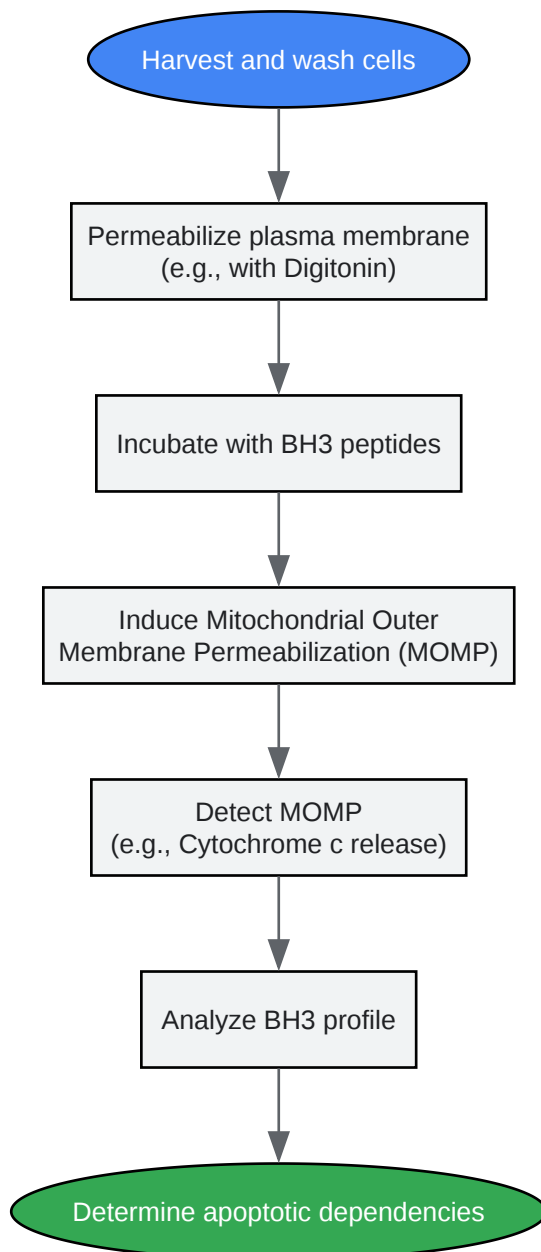 Harvest and wash cells
Permeabilize plasma membrane
(e.g., with Digitonin)
Incubate with BH3 peptides
Induce Mitochondrial Outer
Membrane Permeabilization (MOMP)
Detect MOMP
(e.g., Cytochrome c release)
Analyze BH3 profile
Determine apoptotic dependencies